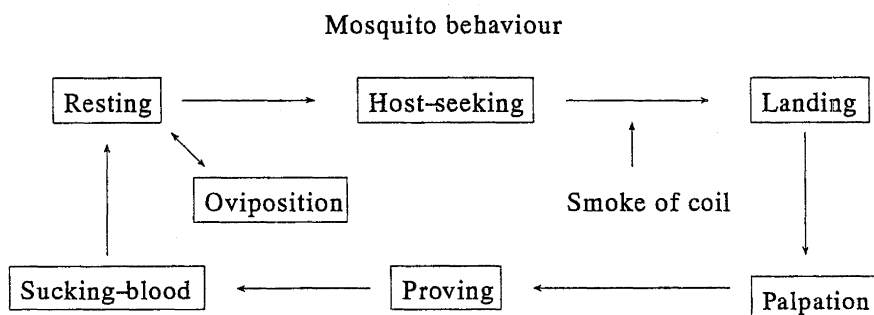 Mosquito behaviour
Resting
Host-seeking
Landing
Oviposition
Smoke of coil
Sucking-blood
Proving
Palpation